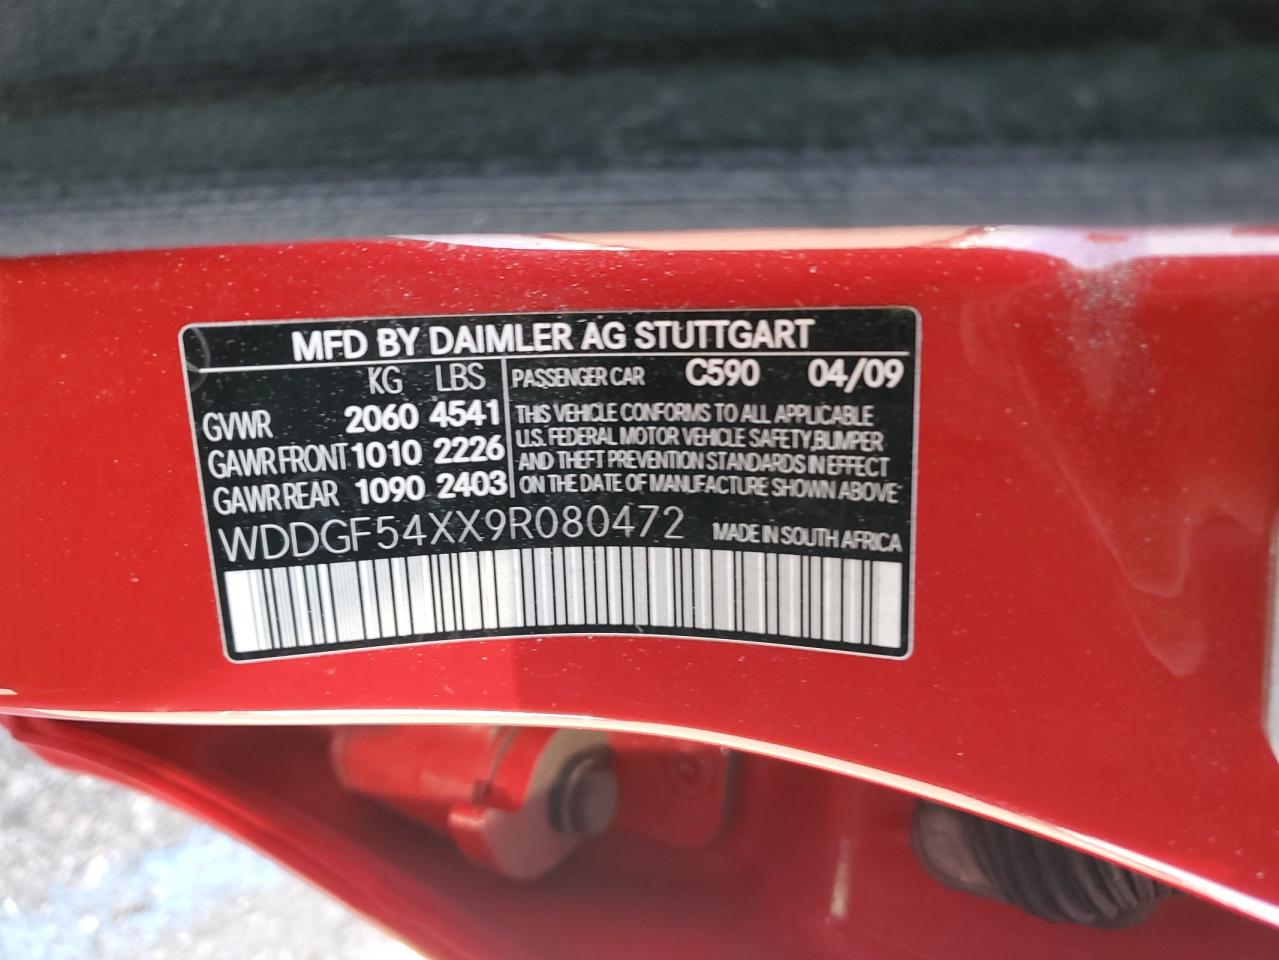 MFD BY DAIMLER AG STUTTGART
KG LBS
GVWR 2060 4541
GAWR FRONT 1010 2226
GAWR REAR 1090 2403
PASSENGER CAR C590 04/09
THIS VEHICLE CONFORMS TO ALL APPLICABLE
U.S. FEDERAL MOTOR VEHICLE SAFETY, BUMPER
AND THEFT PREVENTION STANDARDS IN EFFECT
ON THE DATE OF MANUFACTURE SHOWN ABOVE
WDDGF54XX9R080472 MADE IN SOUTH AFRICA